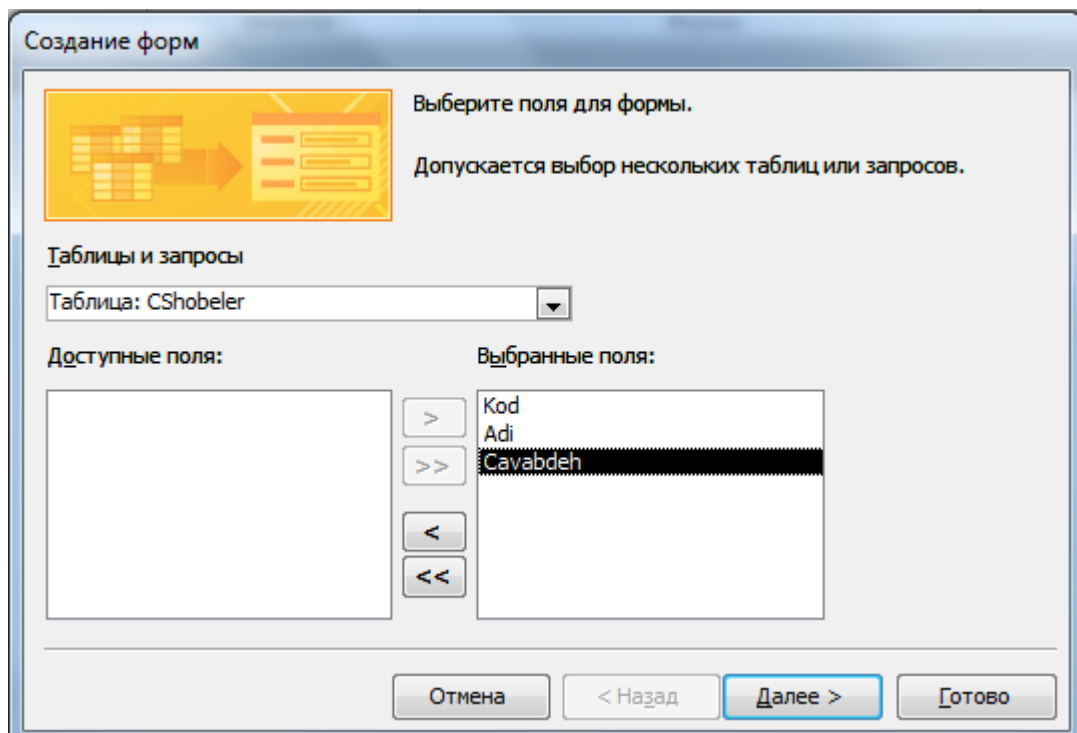 Создание форм
Выберите поля для формы.
Допускается выбор нескольких таблиц или запросов.
Таблицы и запросы
Таблица: CShobeler
Доступные поля:
Выбранные поля:
>
>>
<
<<
Kod
Adi
Cavabdeh
Отмена
< Назад
Далее >
Готово